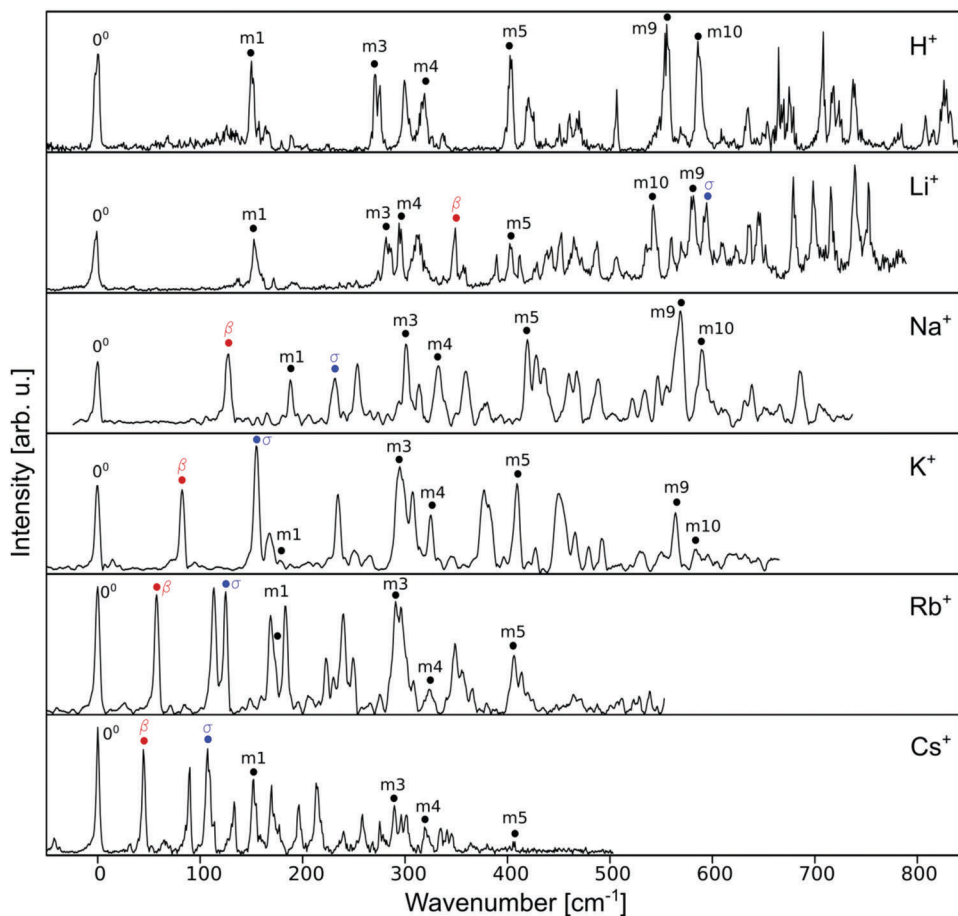 0⁰ m1 m3 m4 m5 m9 m10 H⁺
0⁰ m1 m3 m4 β m5 m10 m9 σ Li⁺
0⁰ β m1 σ m3 m4 m5 m9 m10 Na⁺
0⁰ β σ m1 m3 m4 m5 m9 m10 K⁺
0⁰ β σ m1 m3 m4 m5 Rb⁺
0⁰ β σ m1 m3 m4 m5 Cs⁺
Intensity [arb. u.]
0 100 200 300 400 500 600 700 800
Wavenumber [cm⁻¹]